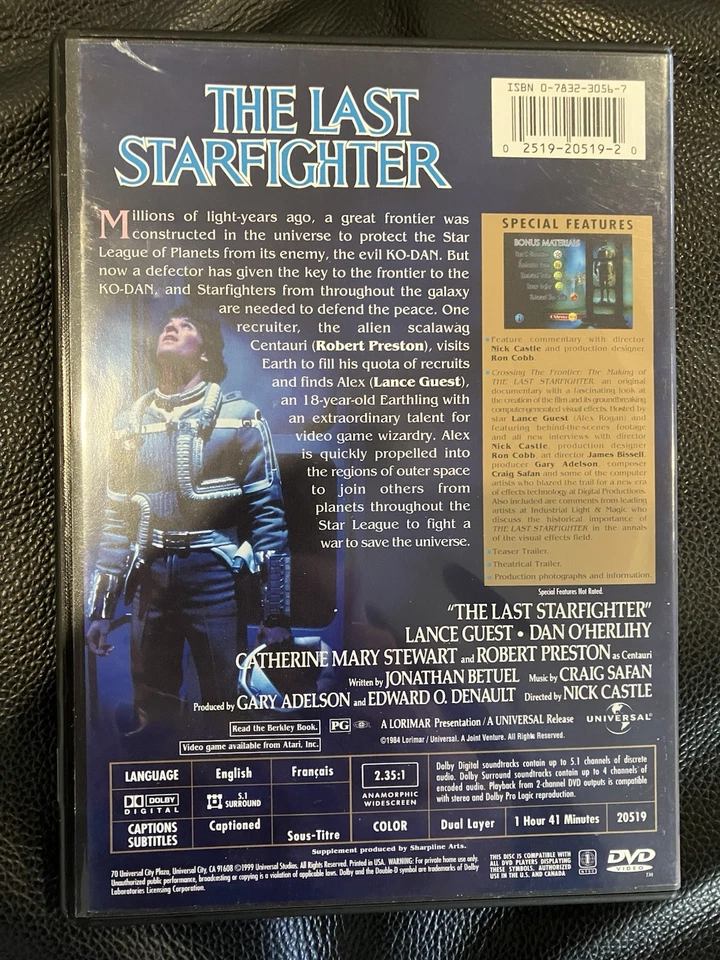 THE LAST
STARFIGHTER
ISBN 0-7832-3056-7
0 2519-20519-2 0
Millions of light-years ago, a great frontier was
constructed in the universe to protect the Star
League of Planets from its enemy, the evil KO-DAN. But
now a defector has given the key to the frontier to the
KO-DAN, and Starfighters from throughout the galaxy
are needed to defend the peace. One
recruiter, the alien scalawag
Centauri (Robert Preston), visits
Earth to fill his quota of recruits
and finds Alex (Lance Guest),
an 18-year-old Earthling with
an extraordinary talent for
video game wizardry. Alex
is quickly propelled into
the regions of outer space
to join others from
planets throughout the
Star League to fight a
war to save the universe.
SPECIAL FEATURES
BONUS MATERIALS
Feature commentary with director
Nick Castle and production designer
Ron Cobb.
Crossing The Frontier: The Making of
THE LAST STARFIGHTER, an original
documentary with a fascinating look at
the creation of the film and its groundbreaking
computer-generated visual effects. Hosted by
star Lance Guest (Alex Rogan) and
featuring behind-the-scenes footage
and all new interviews with director
Nick Castle, production designer
Ron Cobb, art director James Bissell,
producer Gary Adelson, composer
Craig Safan and some of the computer
artists who blazed the trail for a new era
of effects technology at Digital Productions.
Also included are comments from leading
artists at Industrial Light & Magic who
discuss the historical importance of
THE LAST STARFIGHTER in the annals
of the visual effects field.
Teaser Trailer.
Theatrical Trailer.
Production photographs and information.
Special Features Not Rated.
"THE LAST STARFIGHTER"
LANCE GUEST • DAN O'HERLIHY
CATHERINE MARY STEWART and ROBERT PRESTON as Centauri
Written by JONATHAN BETUEL Music by CRAIG SAFAN
Produced by GARY ADELSON and EDWARD O. DENAULT Directed by NICK CASTLE
Read the Berkley Book. PG A LORIMAR Presentation / A UNIVERSAL Release UNIVERSAL
Video game available from Atari, Inc. ©1984 Lorimar / Universal. A Joint Venture. All Rights Reserved.
LANGUAGE English Français
DOLBY DIGITAL 5.1 SURROUND
CAPTIONS SUBTITLES Captioned Sous-Titre
2.35:1
ANAMORPHIC WIDESCREEN
Dolby Digital soundtracks contain up to 5.1 channels of discrete
audio. Dolby Surround soundtracks contain up to 4 channels of
encoded audio. Playback from 2-channel DVD outputs is compatible
with stereo and Dolby Pro Logic reproduction.
COLOR Dual Layer 1 Hour 41 Minutes 20519
Supplement produced by Sharpline Arts.
70 Universal City Plaza, Universal City, CA 91608 ©1999 Universal Studios. All Rights Reserved. Printed in USA. WARNING: For private home use only.
Unauthorized public performance, broadcasting or copying is a violation of applicable laws. Dolby and the Double-D symbol are trademarks of Dolby
Laboratories Licensing Corporation.
THIS DISC IS COMPATIBLE WITH
ALL DVD PLAYERS DISPLAYING
THESE SYMBOLS. AUTHORIZED
USE IN THE U.S. AND CANADA
1
NTSC
DVD
VIDEO
TM